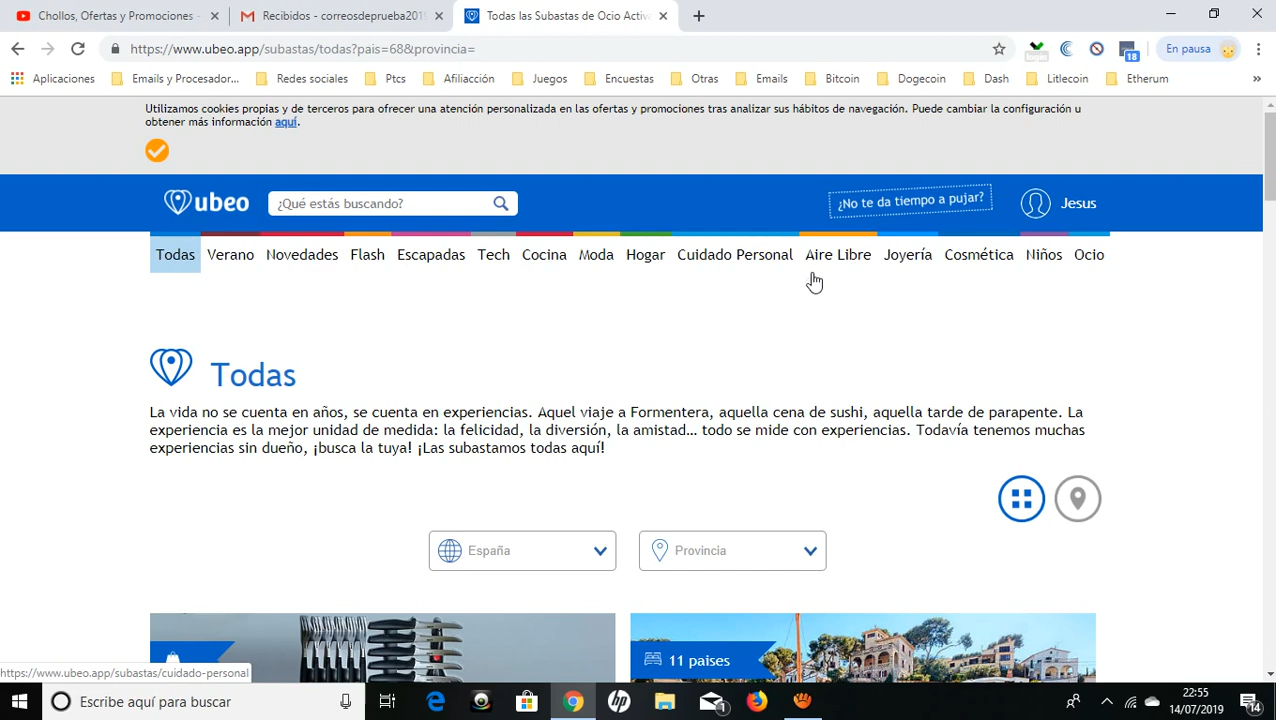 Chollos, Ofertas y Promociones -
Recibidos - correosdeprueba2019
Todas las Subastas de Ocio Activ
https://www.ubeo.app/subastas/todas?pais=68&provincia=
18
En pausa
Aplicaciones
Emails y Procesador...
Redes sociales
Ptcs
Afiliacción
Juegos
Encuestas
Otras
Emails
Bitcoin
Dogecoin
Dash
Litlecoin
Etherum
»
Utilizamos cookies propias y de terceros para ofrecer una atención personalizada en las ofertas y promociones tras analizar sus hábitos de navegación. Puede cambiar la configuración u
obtener más información aquí.
ubeo
¿Qué estás buscando?
¿No te da tiempo a pujar?
Jesus
Todas
Verano
Novedades
Flash
Escapadas
Tech
Cocina
Moda
Hogar
Cuidado Personal
Aire Libre
Joyería
Cosmética
Niños
Ocio
Todas
La vida no se cuenta en años, se cuenta en experiencias. Aquel viaje a Formentera, aquella cena de sushi, aquella tarde de parapente. La
experiencia es la mejor unidad de medida: la felicidad, la diversión, la amistad... todo se mide con experiencias. Todavía tenemos muchas
experiencias sin dueño, ¡busca la tuya! ¡Las subastamos todas aquí!
España
Provincia
11 paises
https://www.ubeo.app/subastas/cuidado-personal
Escribe aquí para buscar
hp
1
22:55
14/07/2019
14